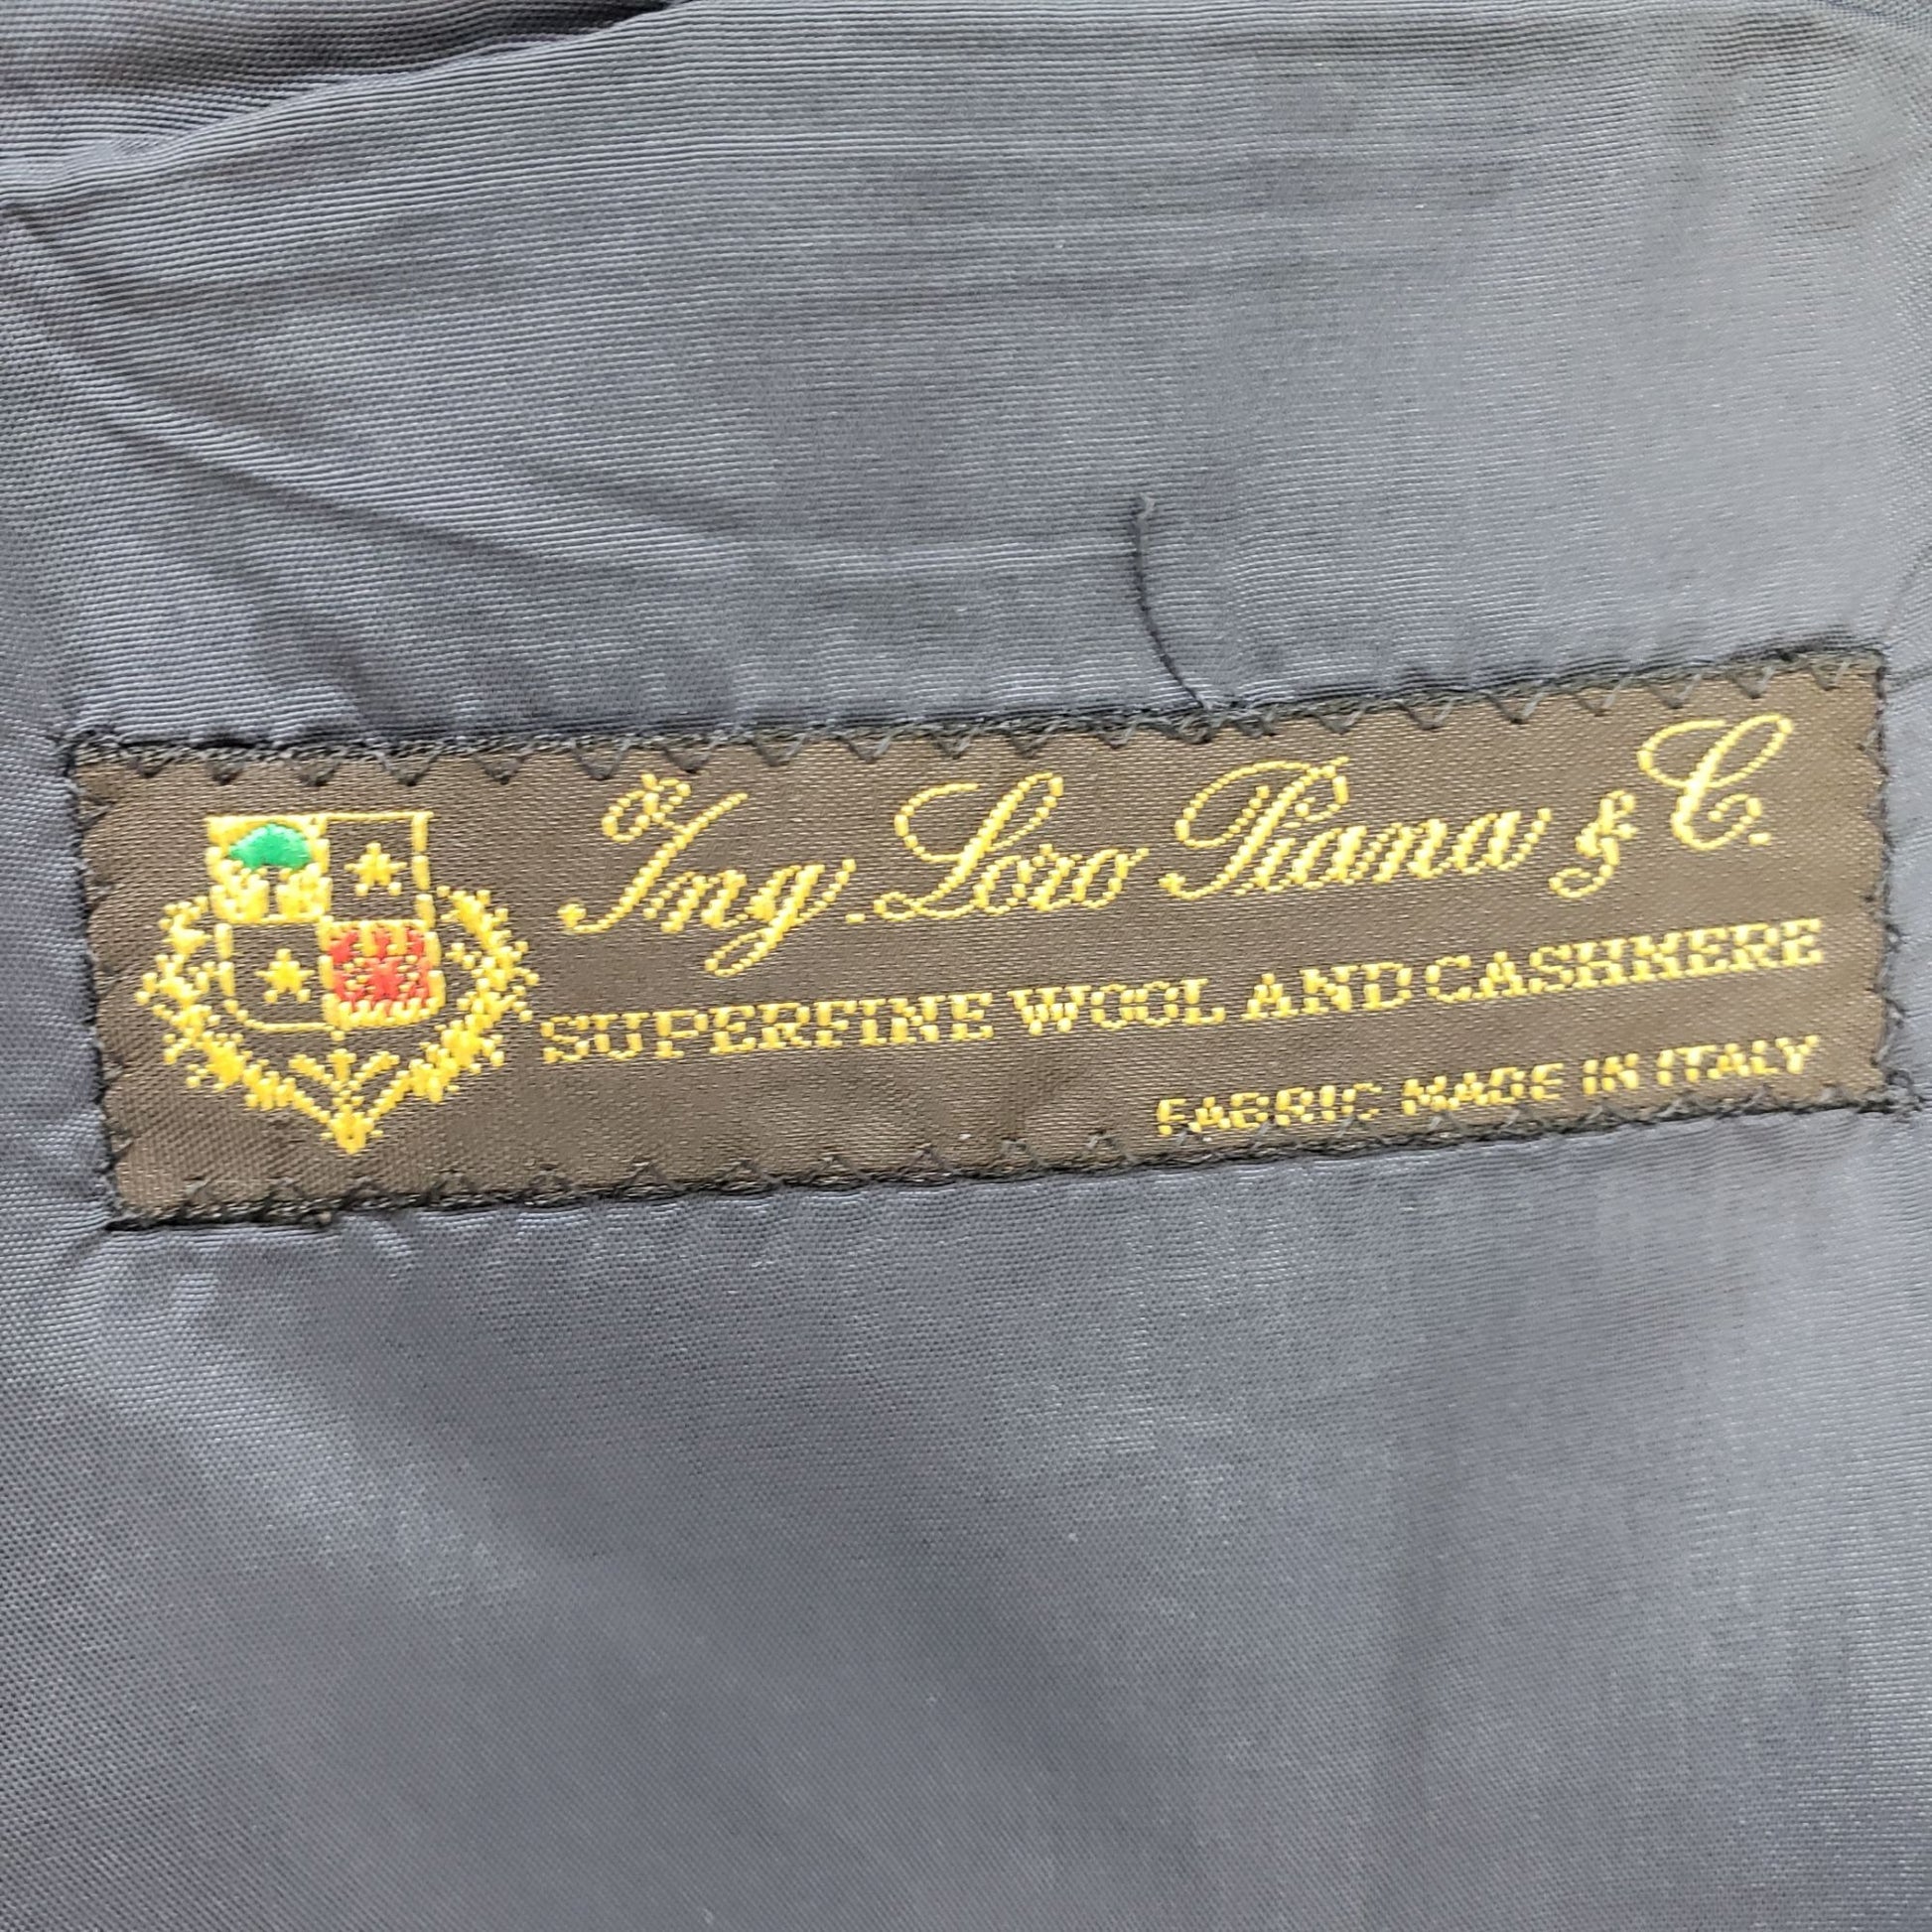 Ing. Loro Piana & C.
SUPERFINE WOOL AND CASHMERE
FABRIC MADE IN ITALY